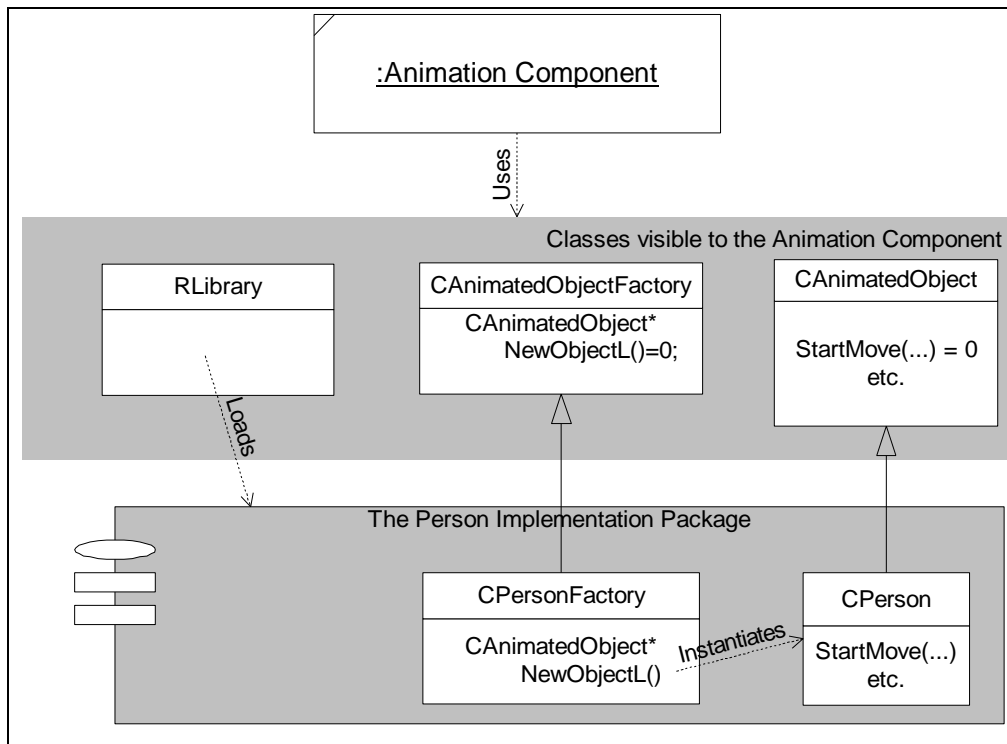 :Animation Component
Uses
Classes visible to the Animation Component
RLibrary
CAnimatedObjectFactory
CAnimatedObject*
NewObjectL()=0;
CAnimatedObject
StartMove(...) = 0
etc.
Loads
The Person Implementation Package
CPersonFactory
CAnimatedObject*
NewObjectL()
Instantiates
CPerson
StartMove(...)
etc.